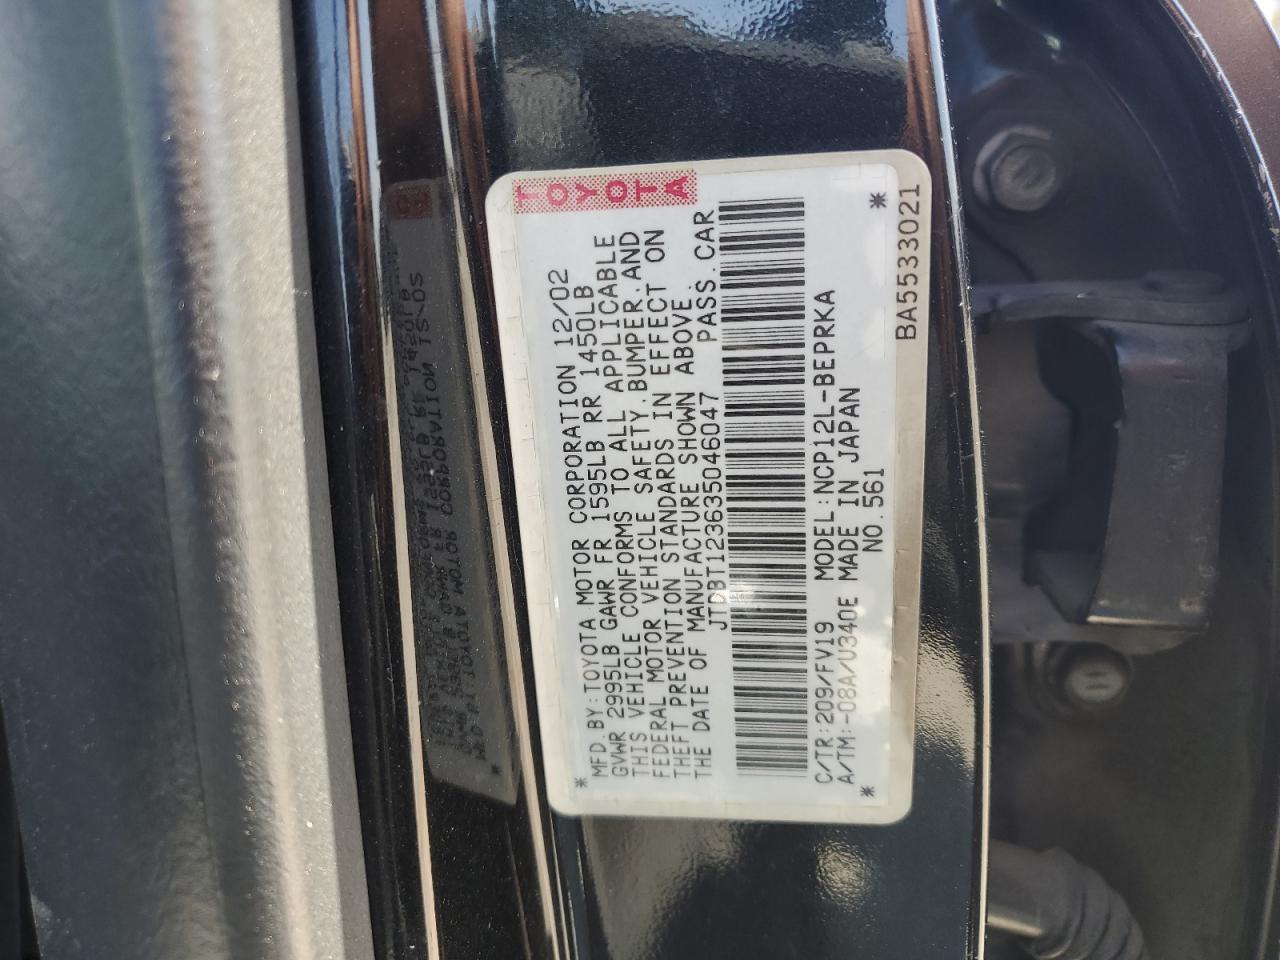 TOYOTA
MFD.BY:TOYOTA MOTOR CORPORATION 12/02
GVWR 2995LB GAWR FR 1595LB RR 1450LB
THIS VEHICLE CONFORMS TO ALL APPLICABLE
FEDERAL MOTOR VEHICLE SAFETY.BUMPER.AND
THEFT PREVENTION STANDARDS IN EFFECT ON
THE DATE OF MANUFACTURE SHOWN ABOVE.
JTDBT123635046047 PASS.CAR
C/TR:209/FV19 MODEL:NCP12L-BEPRKA
A/TM:-08A/U340E MADE IN JAPAN
NO.561
BA5533021